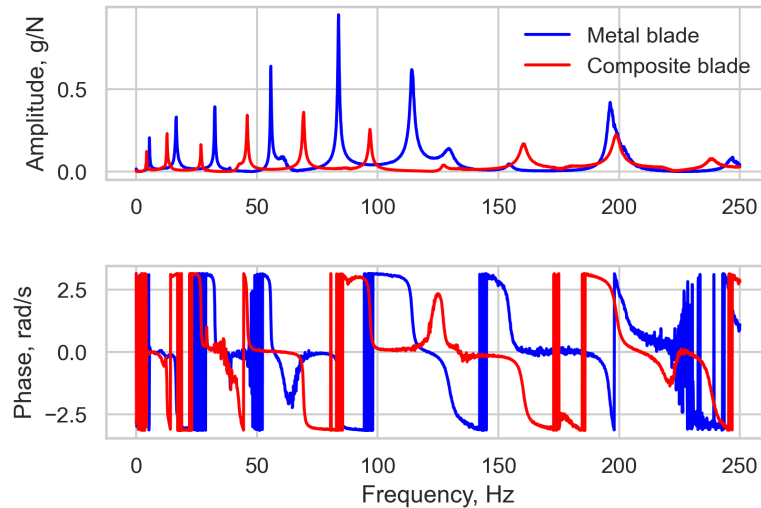 Amplitude, g/N
0.5
0.0
Metal blade
Composite blade
0 50 100 150 200 250
Phase, rad/s
2.5
0.0
−2.5
0 50 100 150 200 250
Frequency, Hz